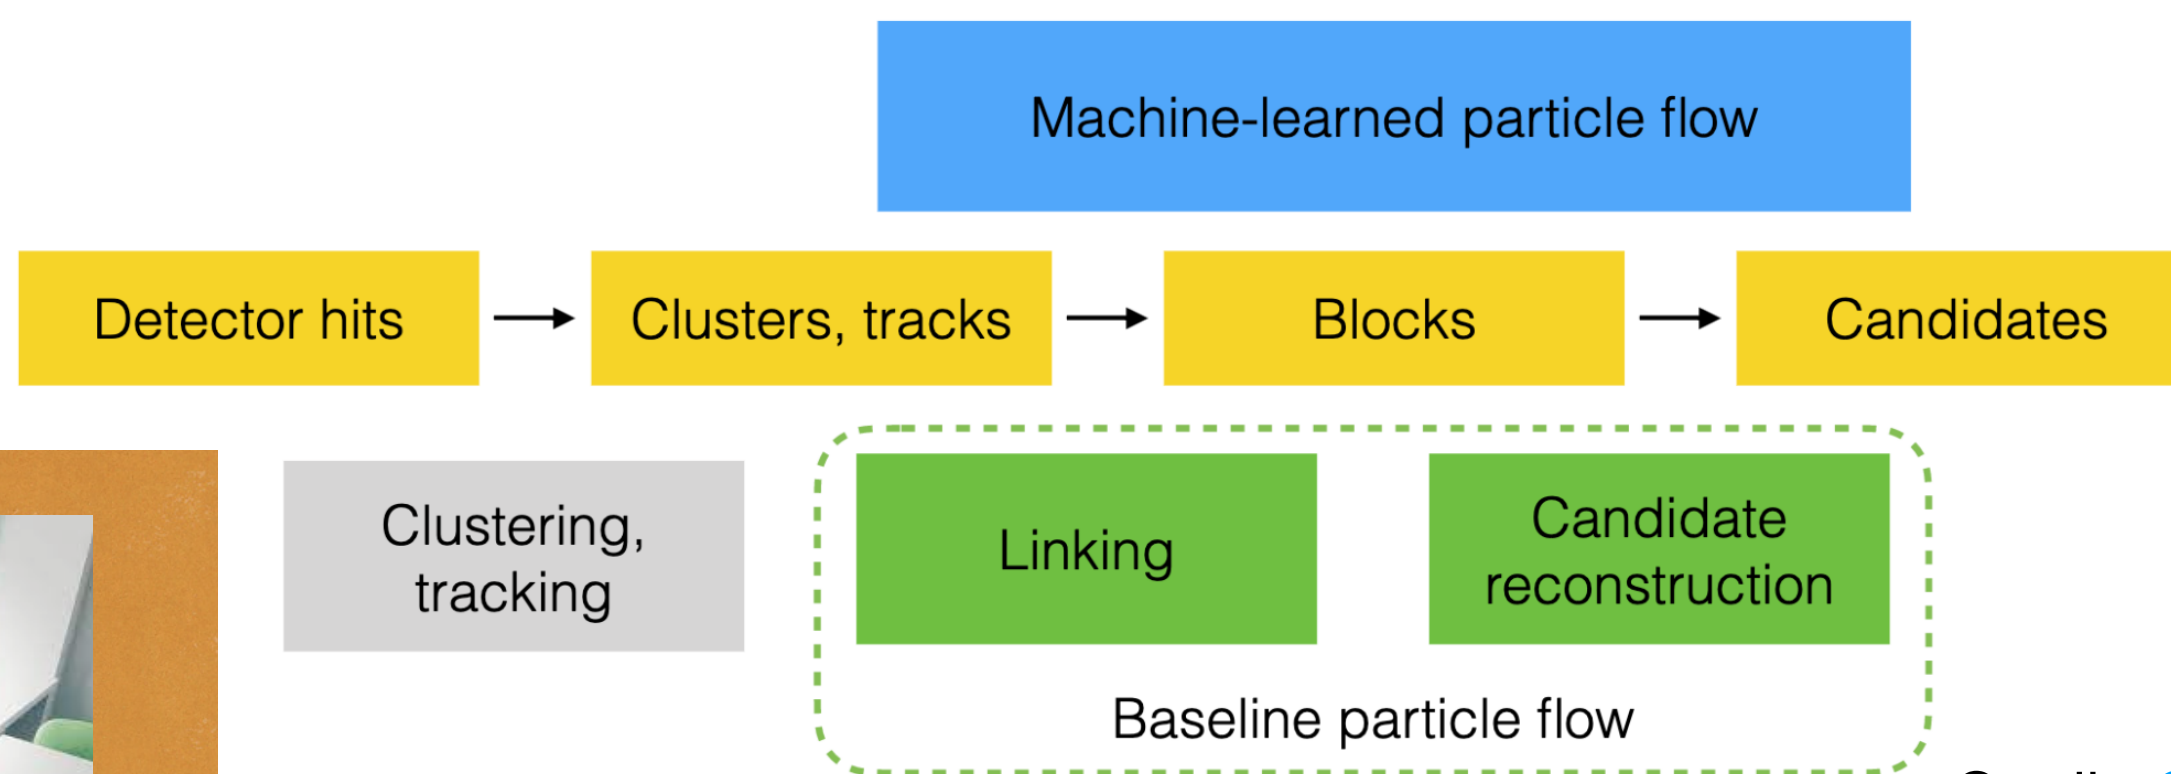 Machine-learned particle flow
Detector hits
Clusters, tracks
Blocks
Candidates
Clustering,
tracking
Linking
Candidate
reconstruction
Baseline particle flow